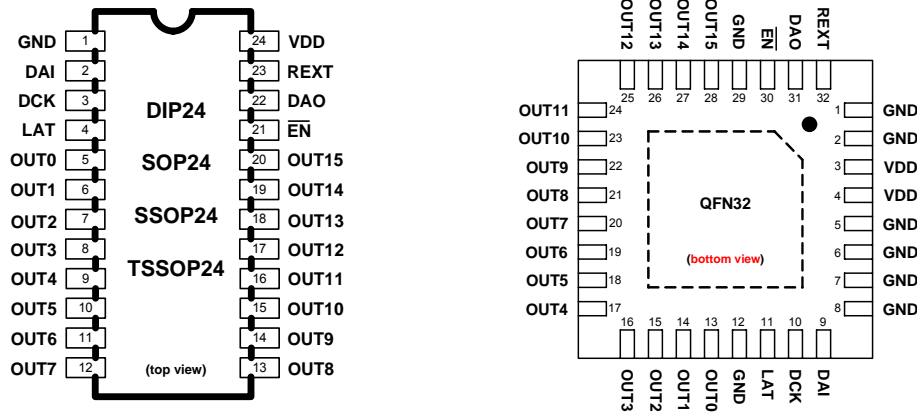 GND 1 24 VDD
DAI 2 23 REXT
DCK 3 22 DAO
LAT 4 21 EN
OUT0 5 20 OUT15
OUT1 6 19 OUT14
OUT2 7 18 OUT13
OUT3 8 17 OUT12
OUT4 9 16 OUT11
OUT5 10 15 OUT10
OUT6 11 14 OUT9
OUT7 12 13 OUT8
DIP24
SOP24
SSOP24
TSSOP24
(top view)
OUT12 OUT13 OUT14 OUT15 GND EN DAO REXT
25 26 27 28 29 30 31 32
OUT11 24 1 GND
OUT10 23 2 GND
OUT9 22 3 VDD
OUT8 21 4 VDD
OUT7 20 5 GND
OUT6 19 6 GND
OUT5 18 7 GND
OUT4 17 8 GND
QFN32
(bottom view)
16 15 14 13 12 11 10 9
OUT3 OUT2 OUT1 OUT0 GND LAT DCK DAI